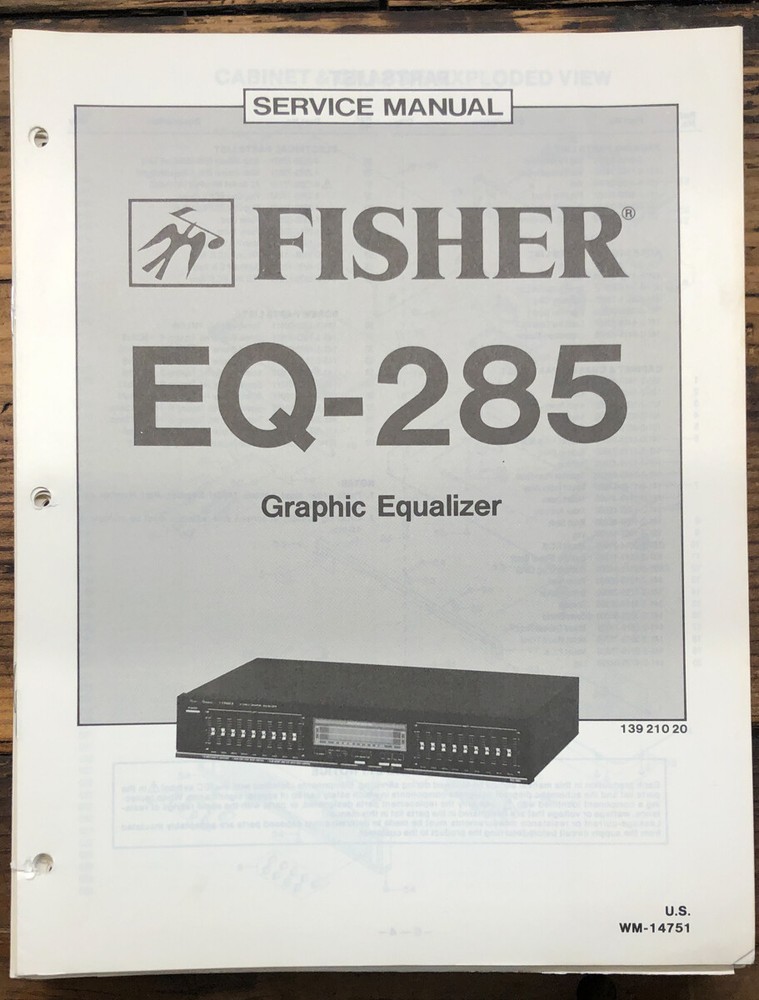 SERVICE MANUAL
FISHER®
EQ-285
Graphic Equalizer
139 210 20
U.S.
WM-14751